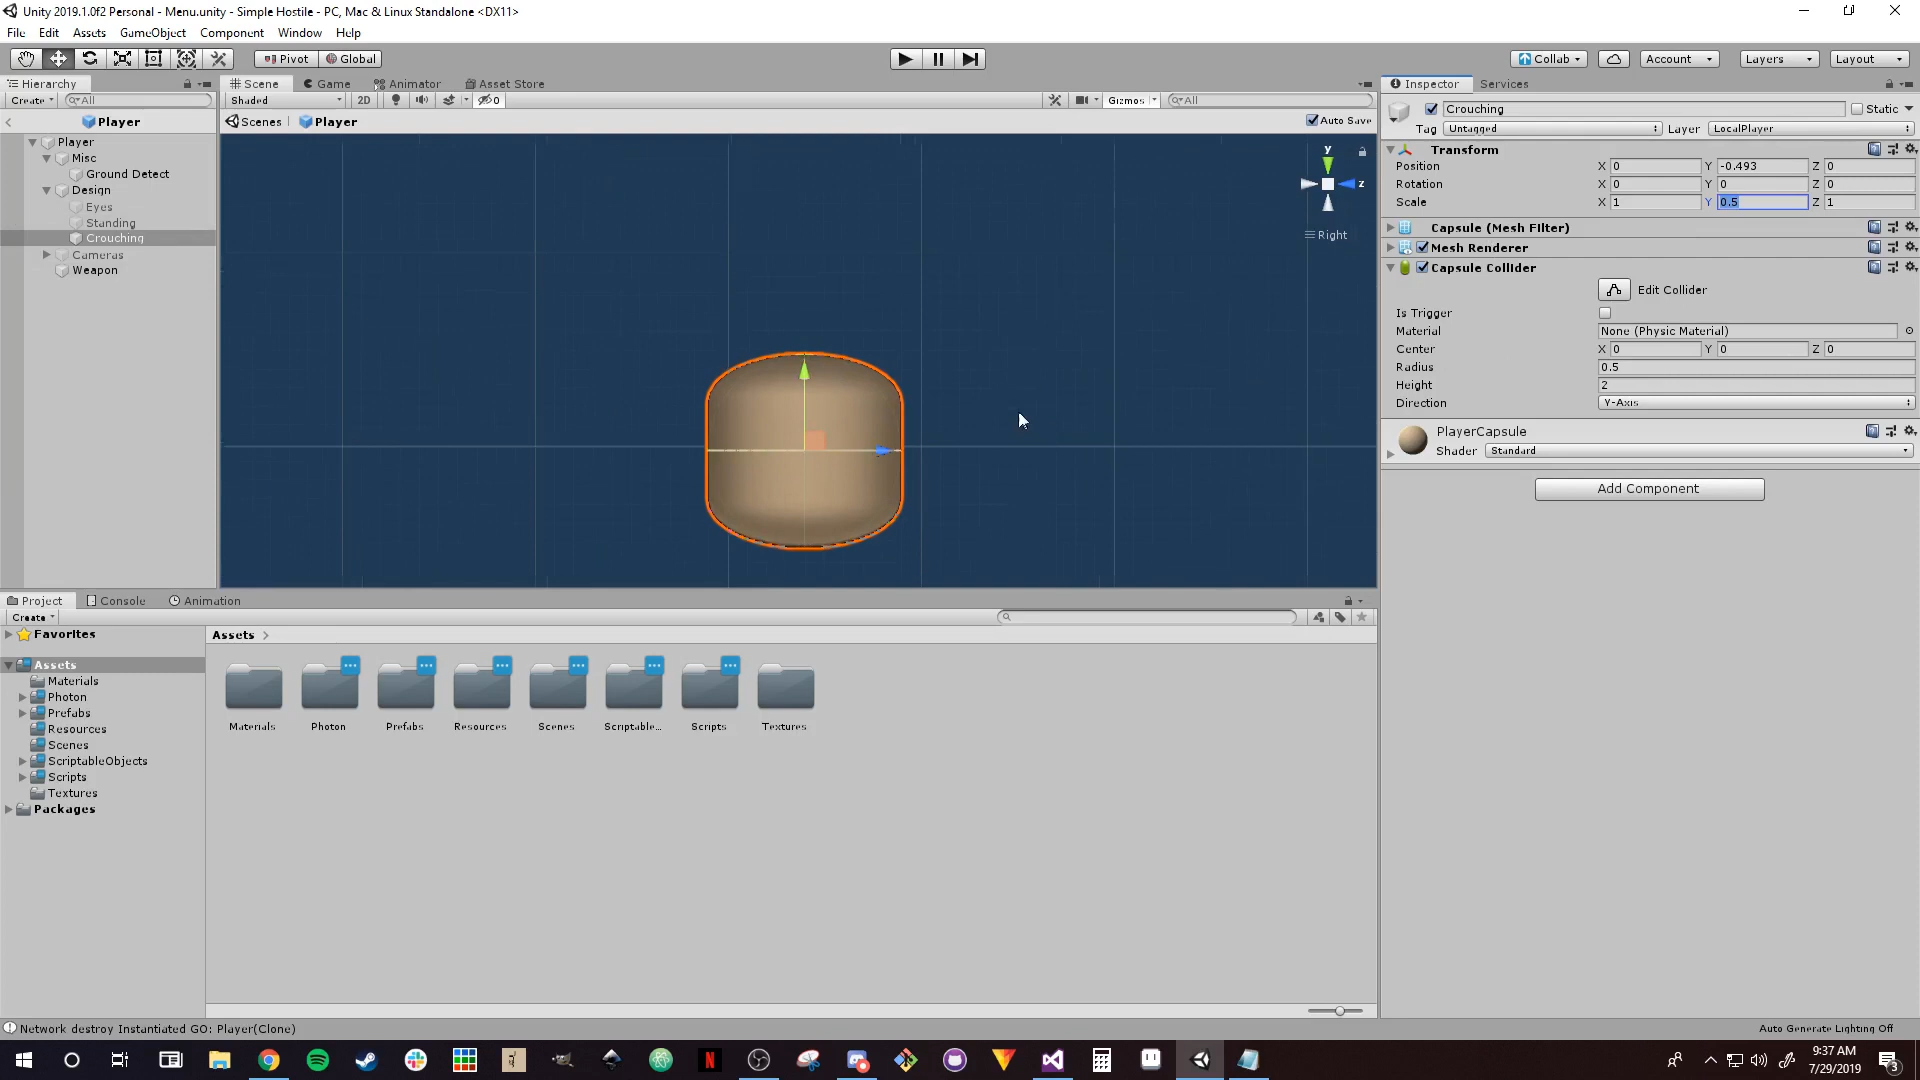 Unity 2019.1.0f2 Personal - Menu.unity - Simple Hostile - PC, Mac & Linux Standalone <DX11>
File Edit Assets GameObject Component Window Help
Pivot Global Collab Account Layers Layout
Hierarchy Scene Game Animator Asset Store Inspector Services
Create All Shaded 2D 0 Gizmos All Crouching Static
Player Scenes Player Auto Save
Tag Untagged Layer LocalPlayer
Player
Misc
Ground Detect
Design
Eyes
Standing
Crouching
Cameras
Weapon
y
z
Right
Transform
Position X 0 Y -0.493 Z 0
Rotation X 0 Y 0 Z 0
Scale X 1 Y 0.5 Z 1
Capsule (Mesh Filter)
Mesh Renderer
Capsule Collider
Edit Collider
Is Trigger
Material None (Physic Material)
Center X 0 Y 0 Z 0
Radius 0.5
Height 2
Direction Y-Axis
PlayerCapsule
Shader Standard
Add Component
Project Console Animation
Create
Favorites
Assets
Materials
Photon
Prefabs
Resources
Scenes
ScriptableObjects
Scripts
Textures
Packages
Assets
Materials Photon Prefabs Resources Scenes Scriptable... Scripts Textures
Network destroy Instantiated GO: Player(Clone)
Auto Generate Lighting Off
9:37 AM
7/29/2019
3